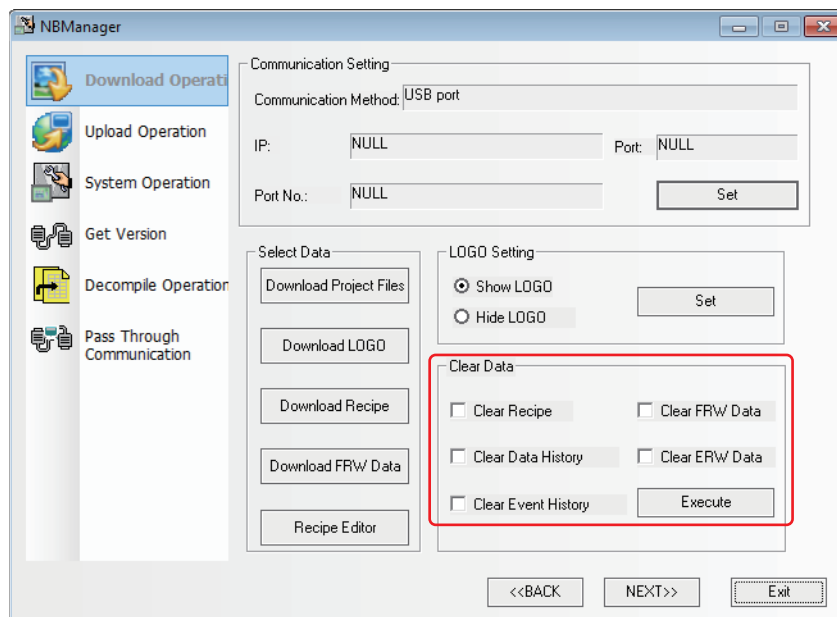 NBManager
Download Operati
Upload Operation
System Operation
Get Version
Decompile Operation
Pass Through
Communication
Communication Setting
Communication Method: USB port
IP: NULL Port: NULL
Port No.: NULL Set
Select Data
Download Project Files
Download LOGO
Download Recipe
Download FRW Data
Recipe Editor
LOGO Setting
Show LOGO
Hide LOGO
Set
Clear Data
Clear Recipe Clear FRW Data
Clear Data History Clear ERW Data
Clear Event History Execute
<<BACK NEXT>> Exit